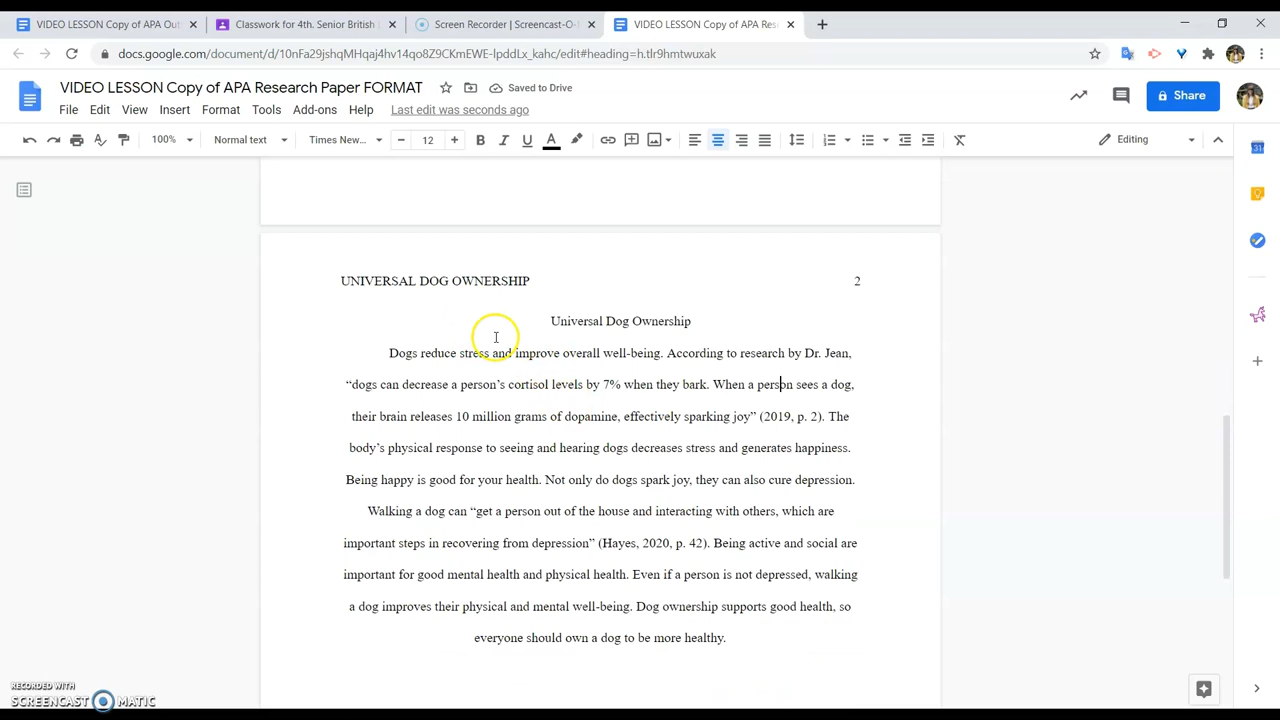 VIDEO LESSON Copy of APA Out
Classwork for 4th. Senior British
Screen Recorder | Screencast-O-
VIDEO LESSON Copy of APA Res
docs.google.com/document/d/10nFa29jshqMHqaj4hv14qo8Z9CKmEWE-lpddLx_kahc/edit#heading=h.tlr9hmtwuxak
VIDEO LESSON Copy of APA Research Paper FORMAT
Saved to Drive
File Edit View Insert Format Tools Add-ons Help Last edit was seconds ago
Share
100% Normal text Times New... 12 B I U A Editing
31
UNIVERSAL DOG OWNERSHIP 2
Universal Dog Ownership
Dogs reduce stress and improve overall well-being. According to research by Dr. Jean,
“dogs can decrease a person’s cortisol levels by 7% when they bark. When a person sees a dog,
their brain releases 10 million grams of dopamine, effectively sparking joy” (2019, p. 2). The
body’s physical response to seeing and hearing dogs decreases stress and generates happiness.
Being happy is good for your health. Not only do dogs spark joy, they can also cure depression.
Walking a dog can “get a person out of the house and interacting with others, which are
important steps in recovering from depression” (Hayes, 2020, p. 42). Being active and social are
important for good mental health and physical health. Even if a person is not depressed, walking
a dog improves their physical and mental well-being. Dog ownership supports good health, so
everyone should own a dog to be more healthy.
RECORDED WITH
SCREENCAST MATIC